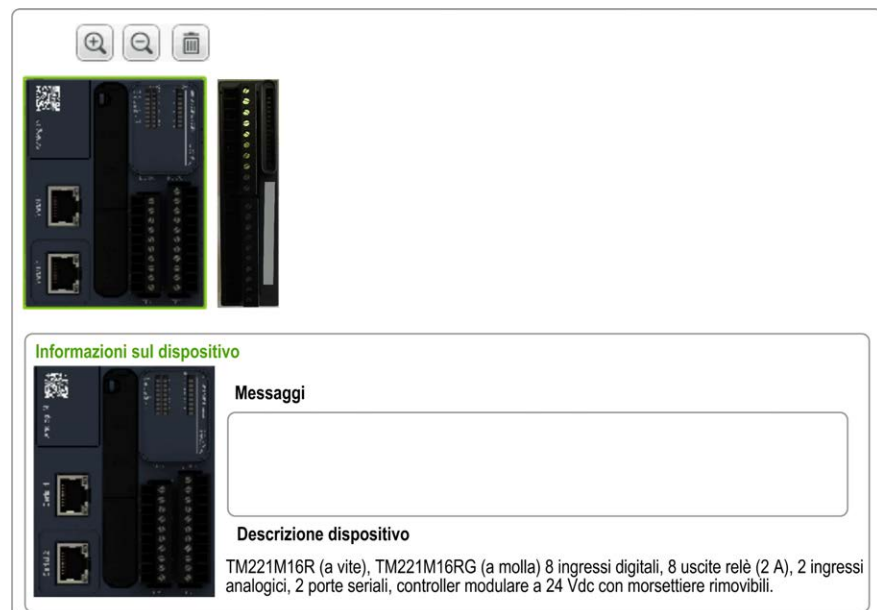 Informazioni sul dispositivo
Messaggi
Descrizione dispositivo
TM221M16R (a vite), TM221M16RG (a molla) 8 ingressi digitali, 8 uscite relè (2 A), 2 ingressi
analogici, 2 porte seriali, controller modulare a 24 Vdc con morsettiere rimovibili.